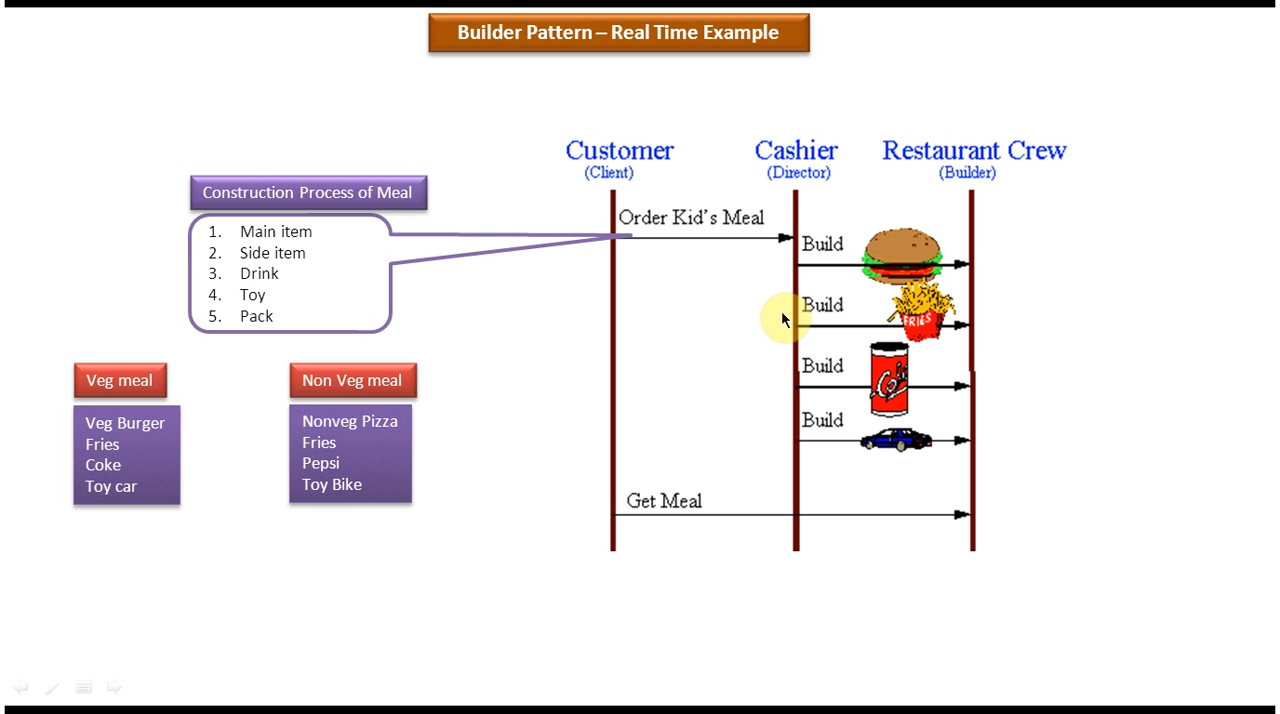 Builder Pattern – Real Time Example
Customer
(Client)
Cashier
(Director)
Restaurant Crew
(Builder)
Construction Process of Meal
1. Main item
2. Side item
3. Drink
4. Toy
5. Pack
Order Kid's Meal
Build
Build
FRIES
Build
Build
Get Meal
Veg meal
Veg Burger
Fries
Coke
Toy car
Non Veg meal
Nonveg Pizza
Fries
Pepsi
Toy Bike